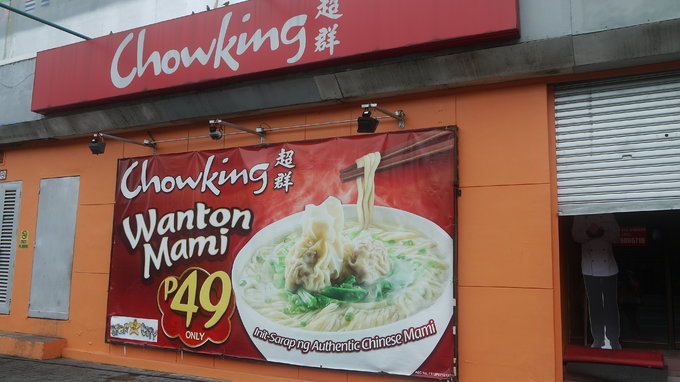 Chowking 超群
Chowking 超群
Wanton
Mami
P49
ONLY
Init-Sarap ng Authentic Chinese Mami